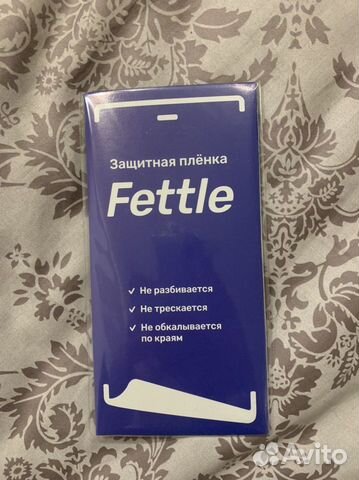 Защитная плёнка
Fettle
✓ Не разбивается
✓ Не трескается
✓ Не обкалывается
по краям
Avito